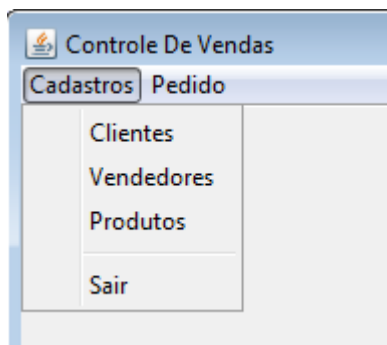 Controle De Vendas
Cadastros Pedido
Clientes
Vendedores
Produtos
Sair